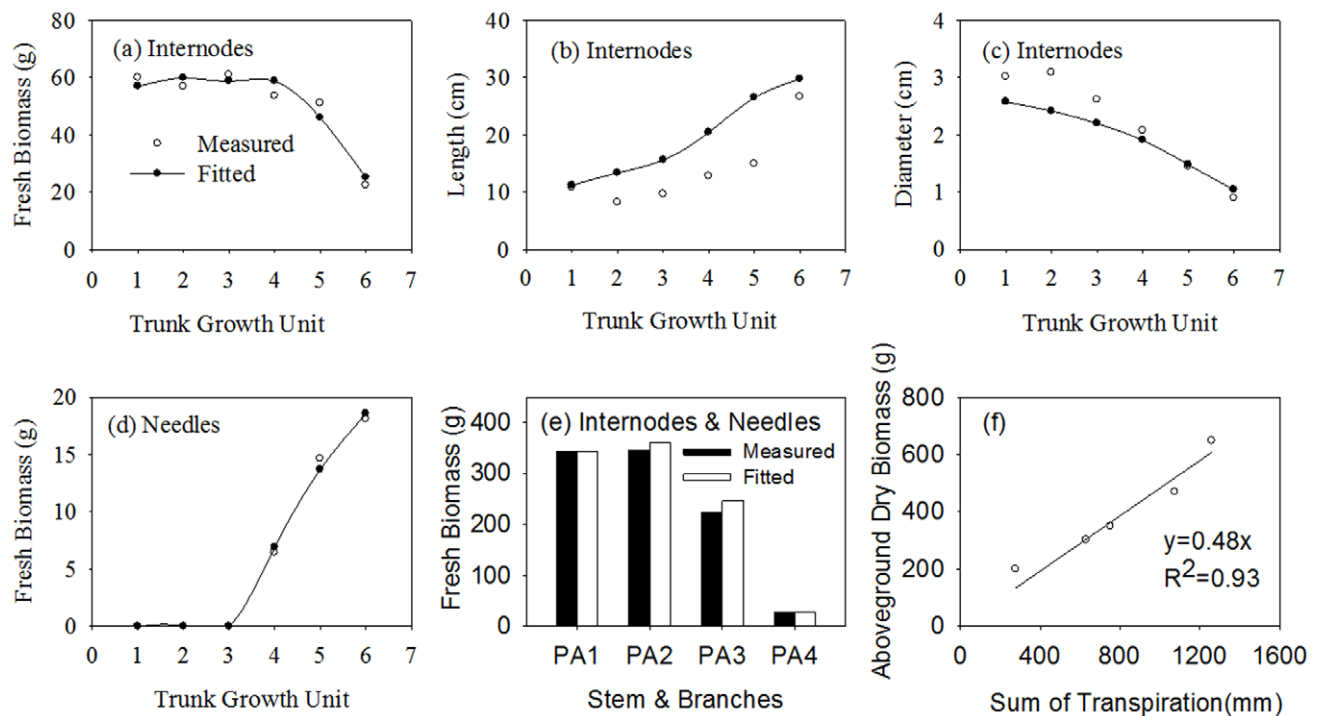 (a) Internodes
Measured
Fitted
Fresh Biomass (g)
80
60
40
20
0
0 1 2 3 4 5 6 7
Trunk Growth Unit
(b) Internodes
Length (cm)
40
30
20
10
0
0 1 2 3 4 5 6 7
Trunk Growth Unit
(c) Internodes
Diameter (cm)
4
3
2
1
0
0 1 2 3 4 5 6 7
Trunk Growth Unit
(d) Needles
Fresh Biomass (g)
20
15
10
5
0
0 1 2 3 4 5 6 7
Trunk Growth Unit
(e) Internodes & Needles
Measured
Fitted
Fresh Biomass (g)
400
300
200
100
0
PA1 PA2 PA3 PA4
Stem & Branches
(f)
Aboveground Dry Biomass (g)
800
600
400
200
0
y=0.48x
R²=0.93
0 400 800 1200 1600
Sum of Transpiration(mm)